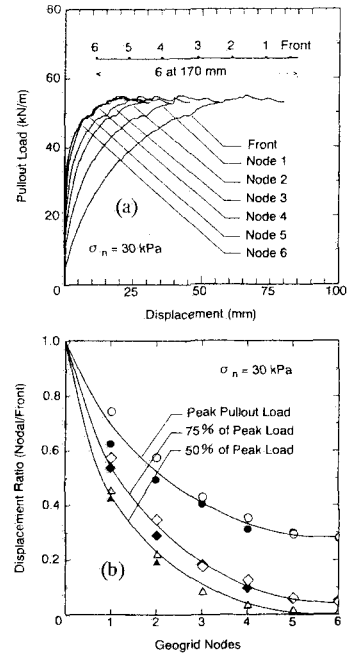 (a)
6 5 4 3 2 1 Front
6 at 170 mm
80
60
40
20
0
Pullout Load (kN/m)
Front
Node 1
Node 2
Node 3
Node 4
Node 5
Node 6
(a)
σn = 30 kPa
0 25 50 75 100
Displacement (mm)
1.0
0.8
0.6
0.4
0.2
0
Displacement Ratio (Nodal/Front)
σn = 30 kPa
Peak Pullout Load
75% of Peak Load
50% of Peak Load
(b)
0 1 2 3 4 5 6
Geogrid Nodes